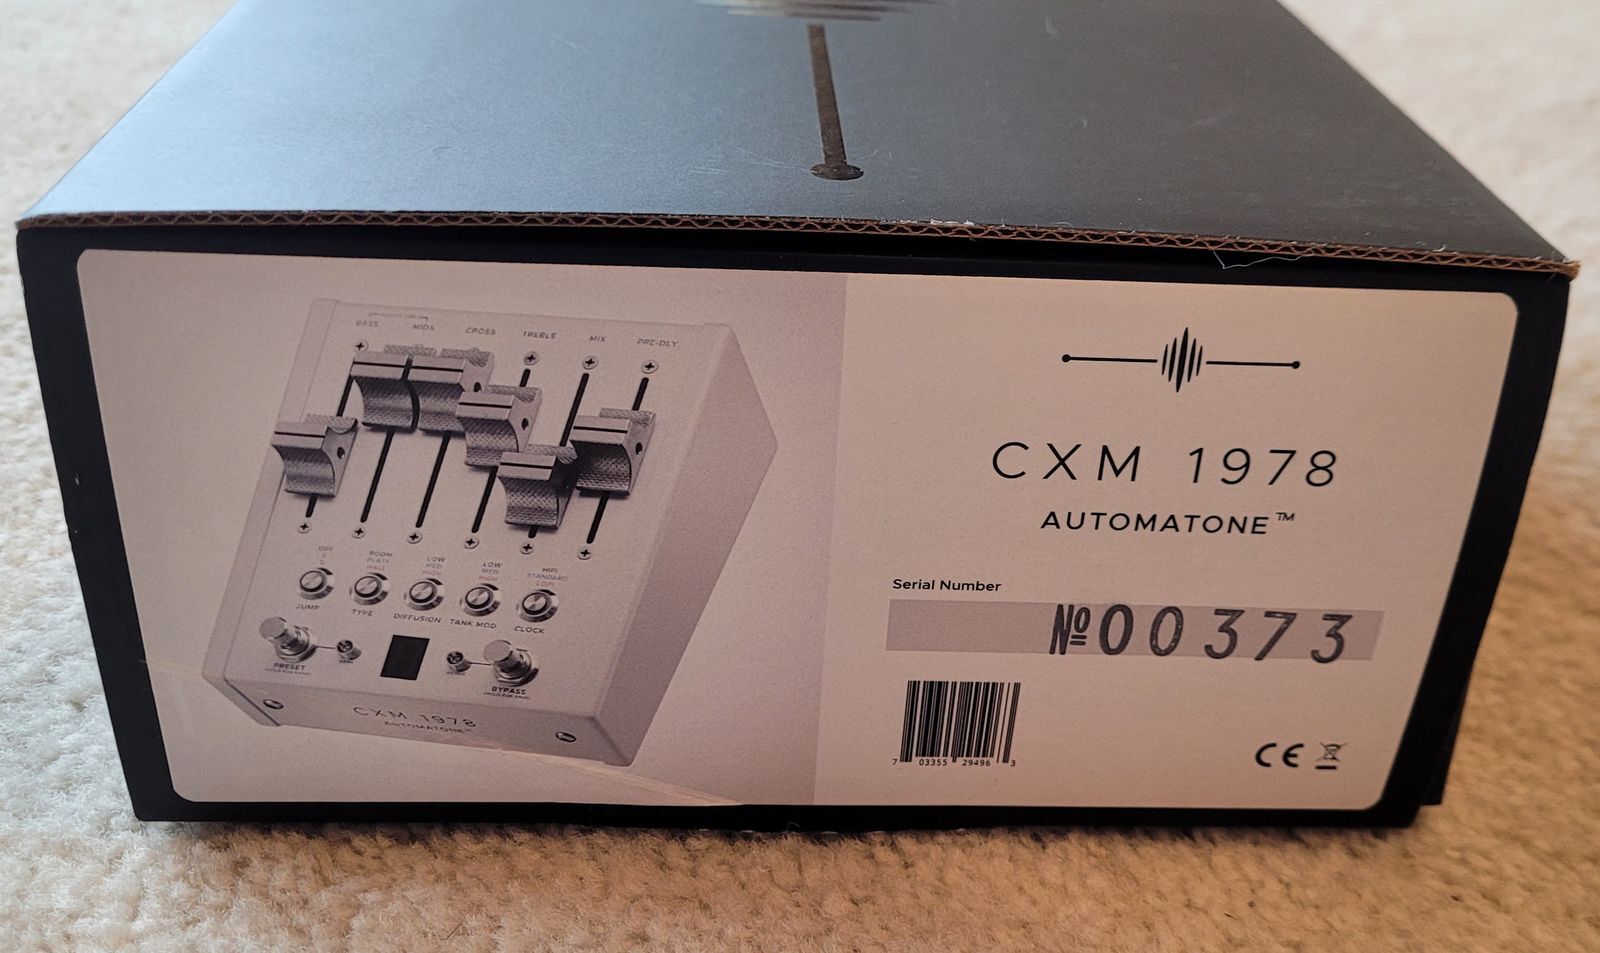 BASS MIDS CROSS TREBLE MIX PRE-DLY
OFF
0
5
JUMP
ROOM
PLATE
HALL
TYPE
LOW
MED
HIGH
DIFFUSION
LOW
MED
HIGH
TANK MOD
HIFI
STANDARD
LOFI
CLOCK
PRESET
BYPASS
CXM 1978
AUTOMATONE™
CXM 1978
AUTOMATONE™
Serial Number
№00373
7 03355 29496 3
CE